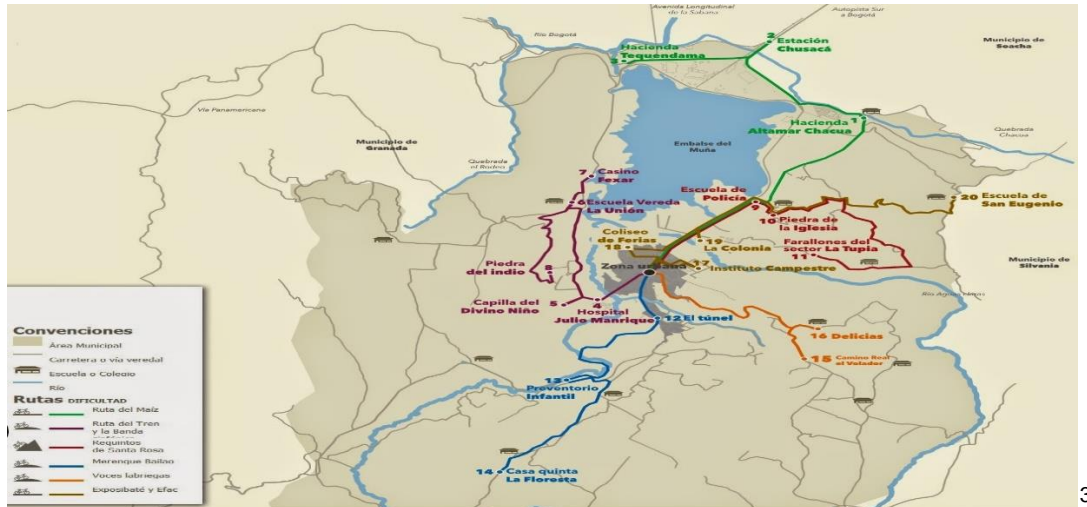 Avenida Longitudinal
de la Sabana
Autopista Sur
a Bogotá
Río Bogotá
Municipio de
Soacha
2
Estación
Chusacá
Hacienda
Tequendama
3
Vía Panamericana
Hacienda 1
Altamar Chacua
Quebrada
Chacua
Municipio de
Granada
Embalse del
Muña
Quebrada
el Rodeo
7 Casino
Fexar
Escuela de
Policía
9
20 Escuela de
San Eugenio
6 Escuela Vereda
La Unión
10 Piedra de
la Iglesia
Coliseo
de Ferias
18
19
La Colonia
Farallones del
sector La Tupia
11
Piedra
del indio
8
Zona urbana
17
Instituto Campestre
Municipio de
Silvania
Capilla del
Divino Niño
5
4
Hospital
Julio Manrique
12 El túnel
16 Delicias
15 Camino Real
el Volador
13
Preventorio
Infantil
14 Casa quinta
La Floresta
Convenciones
Área Municipal
Carretera o vía veredal
Escuela o Colegio
Río
Rutas DIFICULTAD
Ruta del Maíz
Ruta del Tren
y la Banda
Requintos
de Santa Rosa
Merengue Bailao
Voces labriegas
Exposibaté y Efac
3